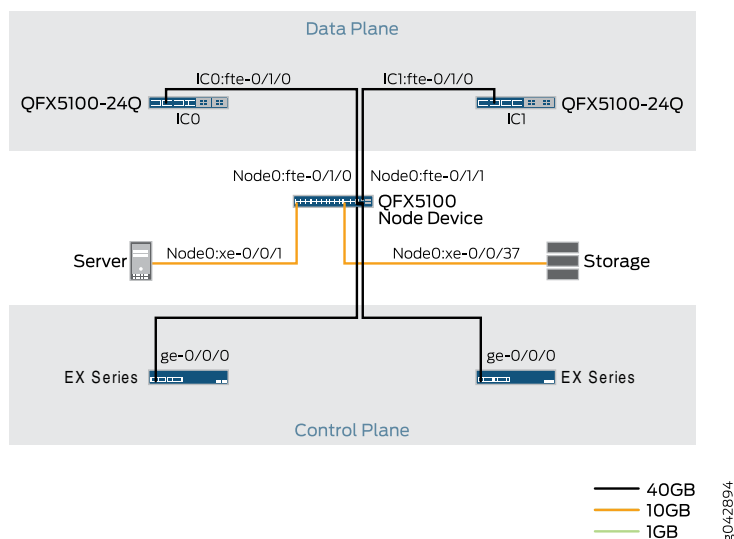 Data Plane
IC0:fte-0/1/0
IC1:fte-0/1/0
QFX5100-24Q
IC0
IC1
QFX5100-24Q
Node0:fte-0/1/0
Node0:fte-0/1/1
QFX5100
Node Device
Server
Node0:xe-0/0/1
Node0:xe-0/0/37
Storage
ge-0/0/0
ge-0/0/0
EX Series
EX Series
Control Plane
40GB
10GB
1GB
g042894